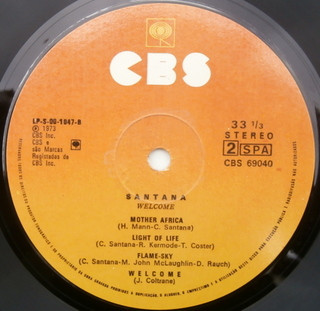 CBS
LP-S-00-1947-B
℗ 1973
CBS Inc.
CBS e
são Marcas
Registadas de
CBS Inc.
33 1/3
STEREO
2 SPA
CBS 69040
SANTANA
WELCOME
MOTHER AFRICA
(H. Mann-C. Santana)
LIGHT OF LIFE
(C. Santana-R. Kermode-T. Coster)
FLAME-SKY
(C. Santana-M. John McLaughlin-D. Rauch)
WELCOME
(J. Coltrane)